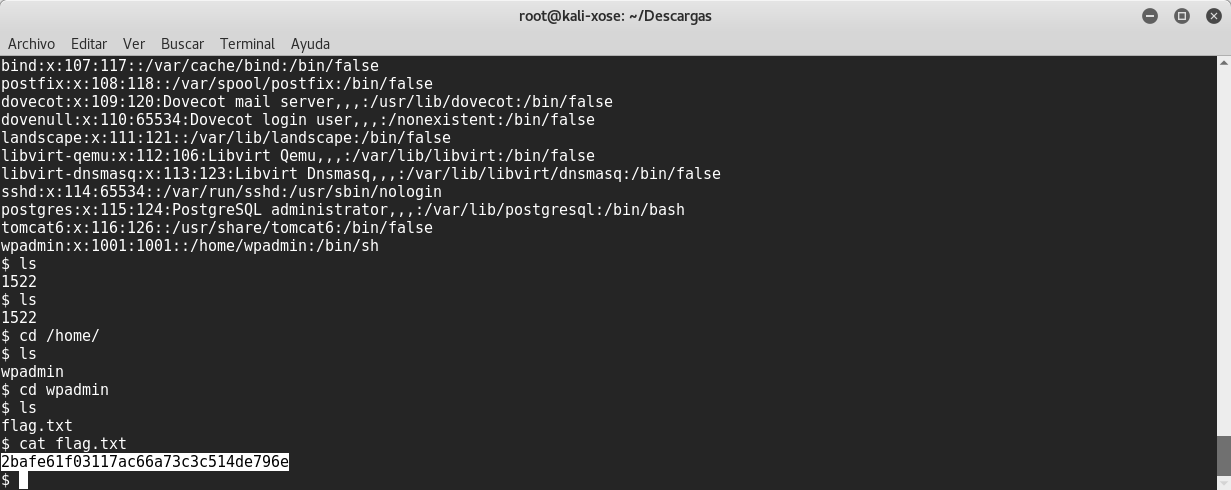 root@kali-xose: ~/Descargas
Archivo Editar Ver Buscar Terminal Ayuda
bind:x:107:117::/var/cache/bind:/bin/false
postfix:x:108:118::/var/spool/postfix:/bin/false
dovecot:x:109:120:Dovecot mail server,,,:/usr/lib/dovecot:/bin/false
dovenull:x:110:65534:Dovecot login user,,,:/nonexistent:/bin/false
landscape:x:111:121::/var/lib/landscape:/bin/false
libvirt-qemu:x:112:106:Libvirt Qemu,,,:/var/lib/libvirt:/bin/false
libvirt-dnsmasq:x:113:123:Libvirt Dnsmasq,,,:/var/lib/libvirt/dnsmasq:/bin/false
sshd:x:114:65534::/var/run/sshd:/usr/sbin/nologin
postgres:x:115:124:PostgreSQL administrator,,,:/var/lib/postgresql:/bin/bash
tomcat6:x:116:126::/usr/share/tomcat6:/bin/false
wpadmin:x:1001:1001::/home/wpadmin:/bin/sh
$ ls
1522
$ ls
1522
$ cd /home/
$ ls
wpadmin
$ cd wpadmin
$ ls
flag.txt
$ cat flag.txt
2bafe61f03117ac66a73c3c514de796e
$